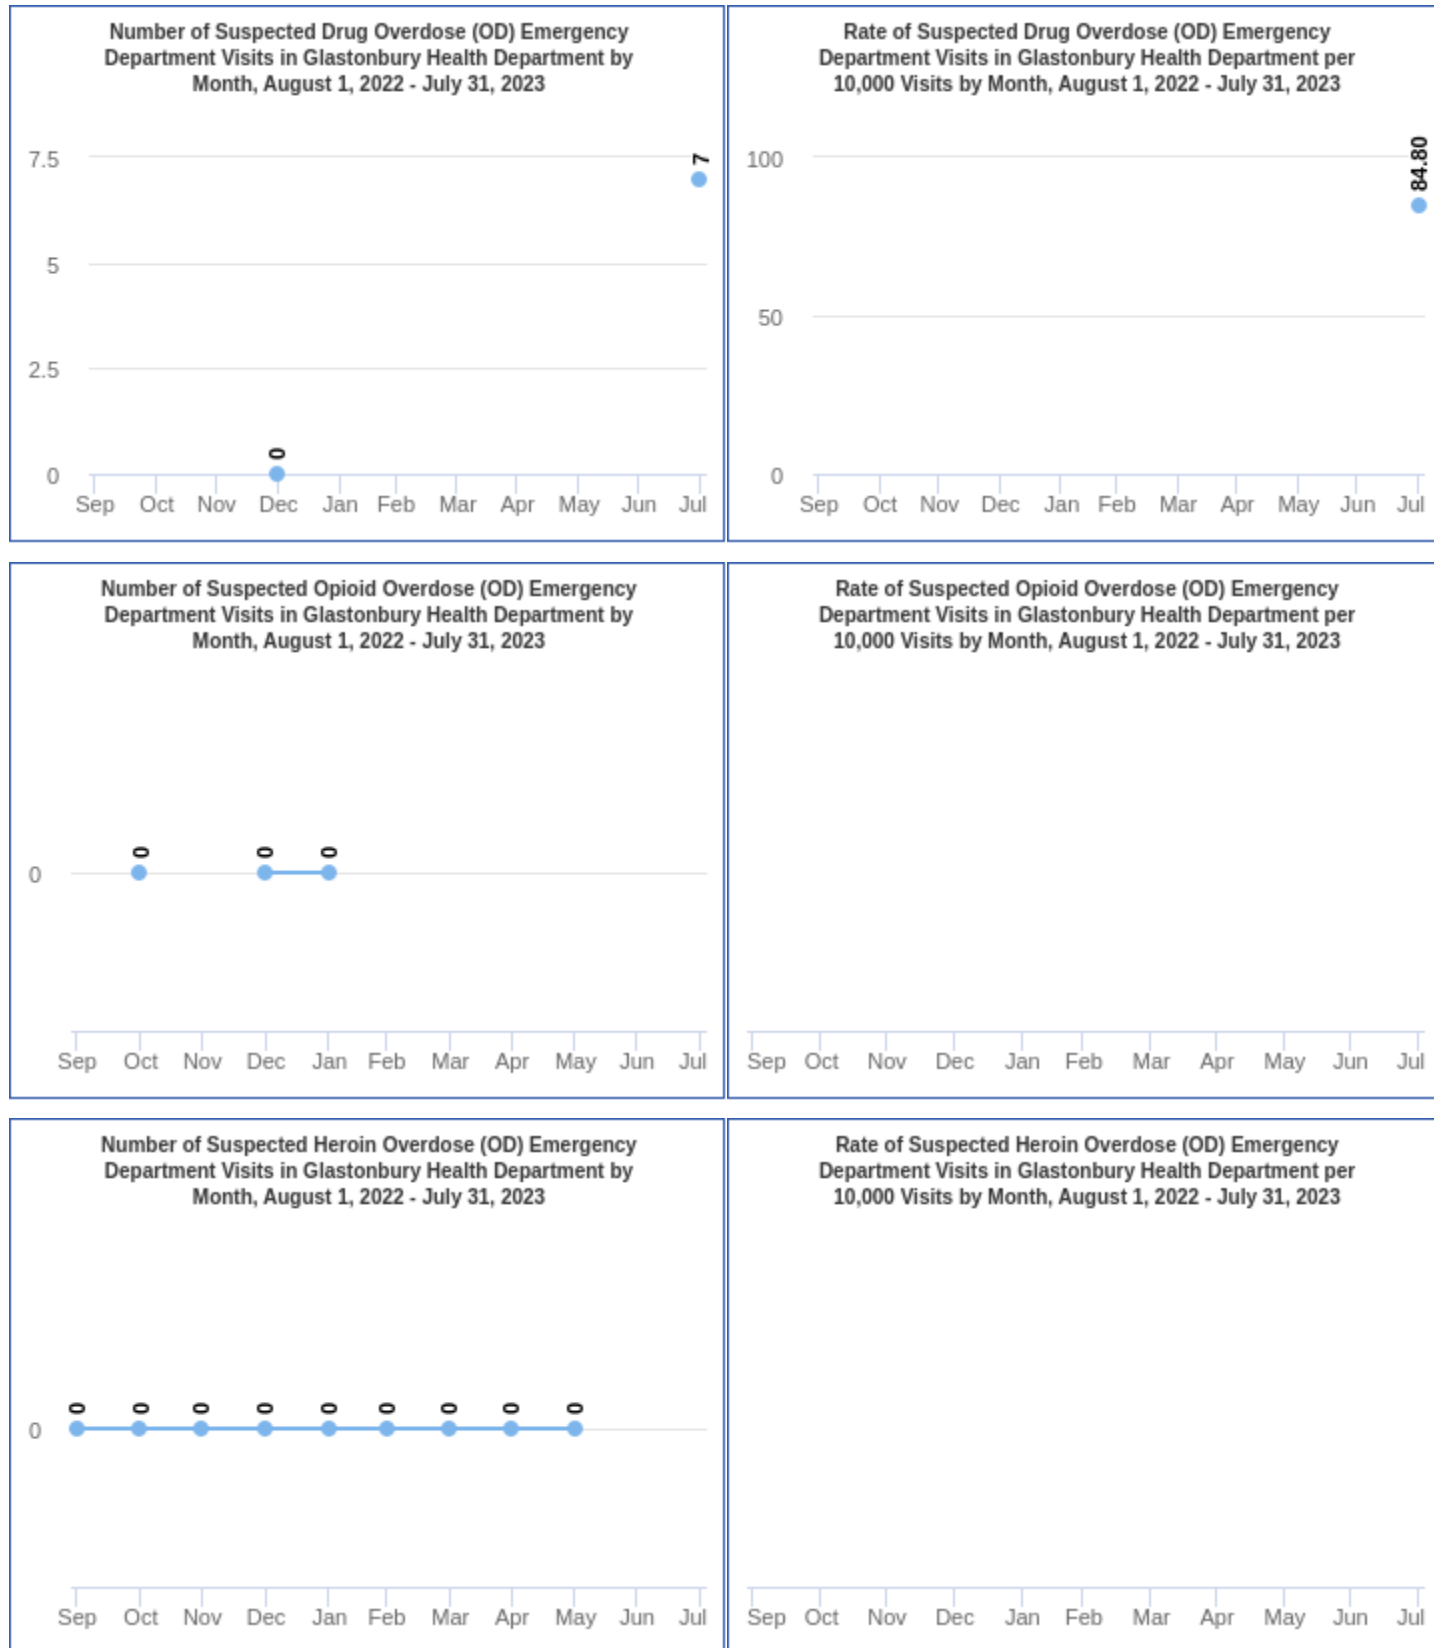 Number of Suspected Drug Overdose (OD) Emergency
Department Visits in Glastonbury Health Department by
Month, August 1, 2022 - July 31, 2023
7.5
5
2.5
0
0
7
Sep Oct Nov Dec Jan Feb Mar Apr May Jun Jul
Rate of Suspected Drug Overdose (OD) Emergency
Department Visits in Glastonbury Health Department per
10,000 Visits by Month, August 1, 2022 - July 31, 2023
100
50
0
84.80
Sep Oct Nov Dec Jan Feb Mar Apr May Jun Jul
Number of Suspected Opioid Overdose (OD) Emergency
Department Visits in Glastonbury Health Department by
Month, August 1, 2022 - July 31, 2023
0
0 0 0
Sep Oct Nov Dec Jan Feb Mar Apr May Jun Jul
Rate of Suspected Opioid Overdose (OD) Emergency
Department Visits in Glastonbury Health Department per
10,000 Visits by Month, August 1, 2022 - July 31, 2023
Sep Oct Nov Dec Jan Feb Mar Apr May Jun Jul
Number of Suspected Heroin Overdose (OD) Emergency
Department Visits in Glastonbury Health Department by
Month, August 1, 2022 - July 31, 2023
0
0 0 0 0 0 0 0 0 0
Sep Oct Nov Dec Jan Feb Mar Apr May Jun Jul
Rate of Suspected Heroin Overdose (OD) Emergency
Department Visits in Glastonbury Health Department per
10,000 Visits by Month, August 1, 2022 - July 31, 2023
Sep Oct Nov Dec Jan Feb Mar Apr May Jun Jul